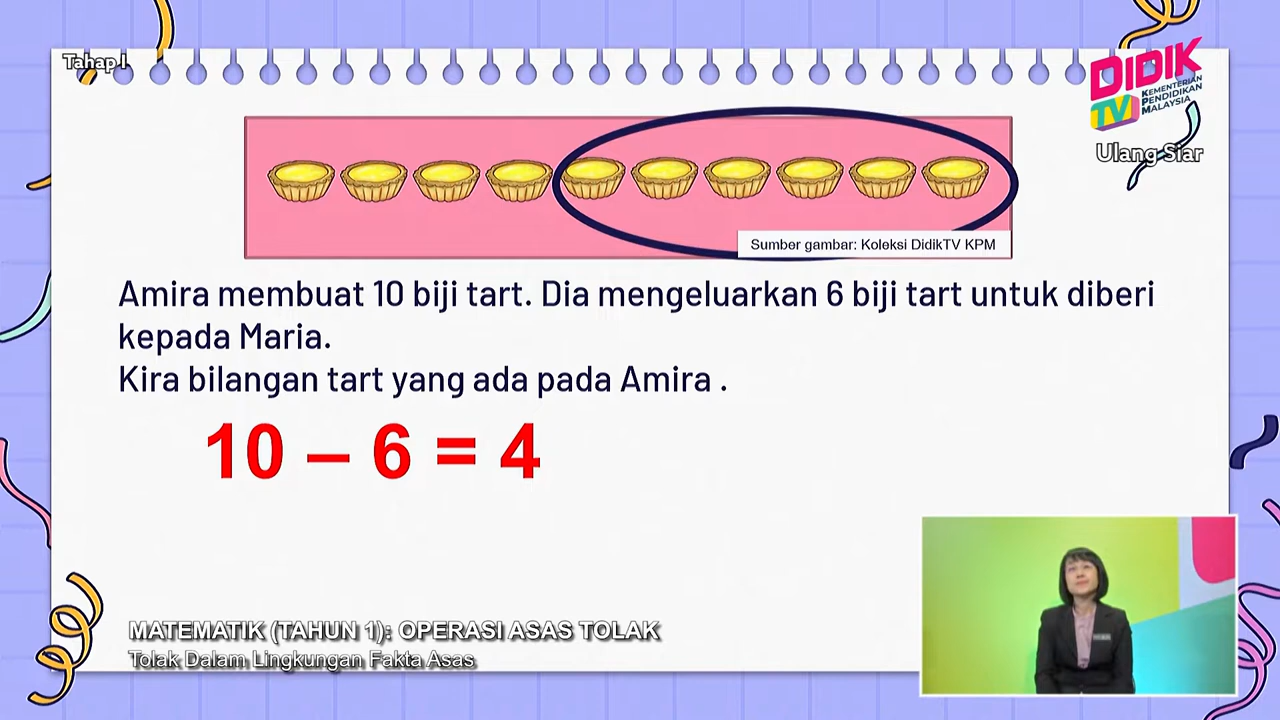 Tahap I
DIDIK
TV
KEMENTERIAN
PENDIDIKAN
MALAYSIA
Ulang Siar
Sumber gambar: Koleksi DidikTV KPM
Amira membuat 10 biji tart. Dia mengeluarkan 6 biji tart untuk diberi
kepada Maria.
Kira bilangan tart yang ada pada Amira .
10 – 6 = 4
MATEMATIK (TAHUN 1): OPERASI ASAS TOLAK
Tolak Dalam Lingkungan Fakta Asas